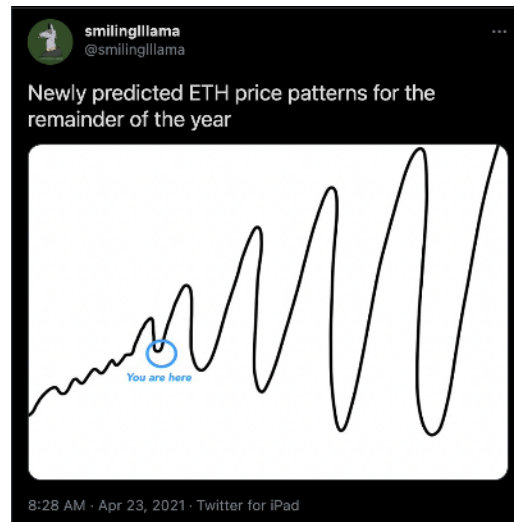 smilinglllama
@smilinglllama
Newly predicted ETH price patterns for the
remainder of the year
You are here
8:28 AM · Apr 23, 2021 · Twitter for iPad